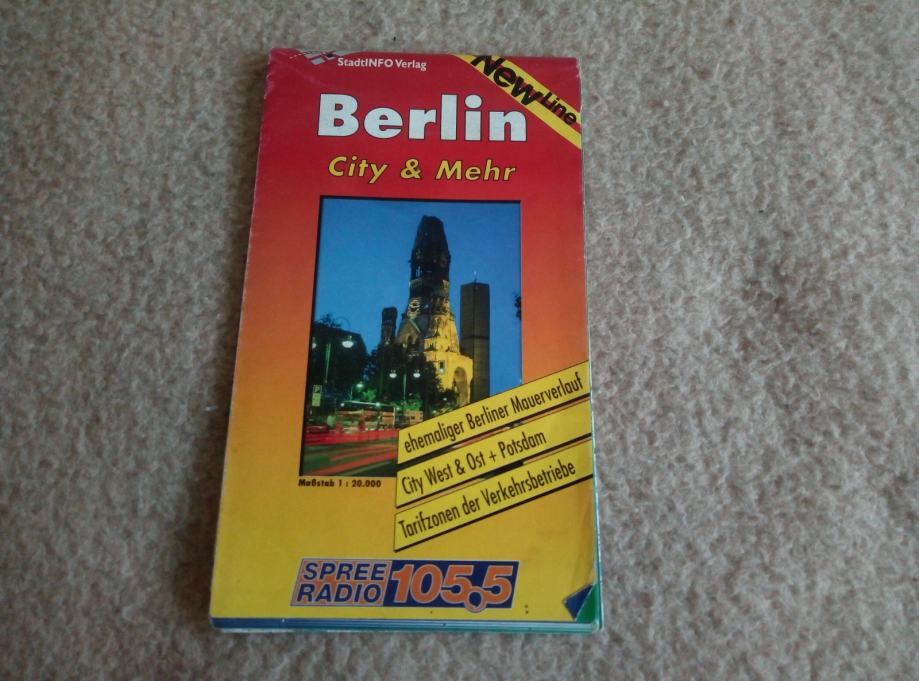 StadtINFO Verlag
New Line
Berlin
City & Mehr
ehemaliger Berliner Mauerverlauf
City West & Ost + Potsdam
Tarifzonen der Verkehrsbetriebe
Maßstab 1 : 20.000
SPREE
RADIO
105.5